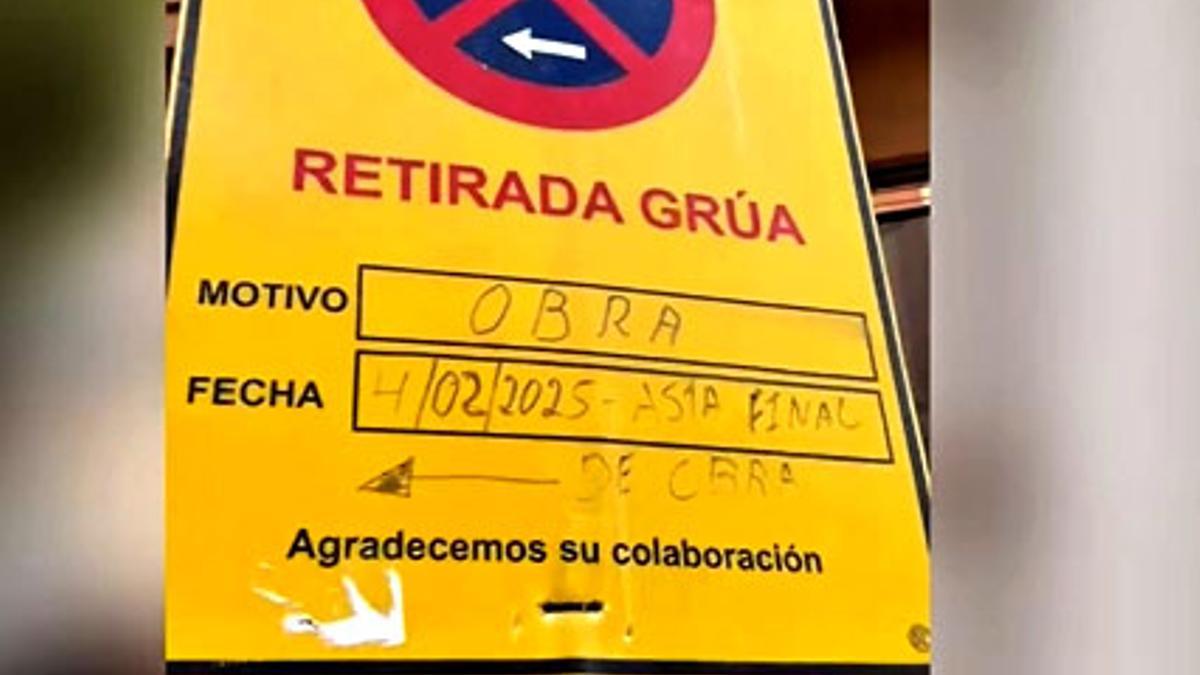 RETIRADA GRÚA
MOTIVO OBRA
FECHA 4/02/2025 - ASTA FINAL
DE OBRA
Agradecemos su colaboración